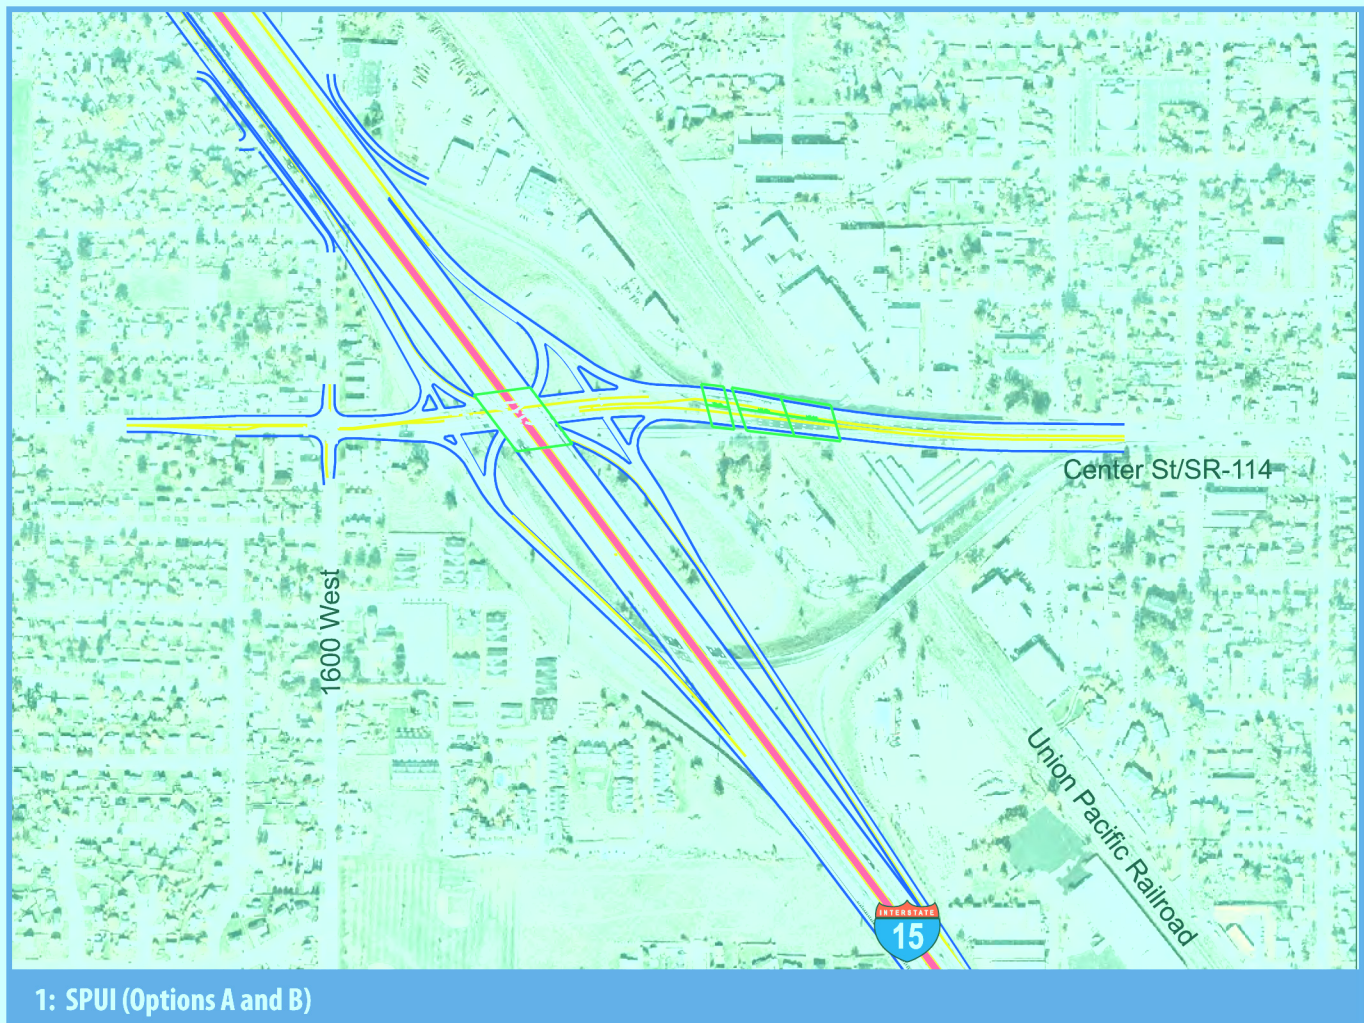 Center St/SR-114
1600 West
Union Pacific Railroad
INTERSTATE
15
1: SPUI (Options A and B)